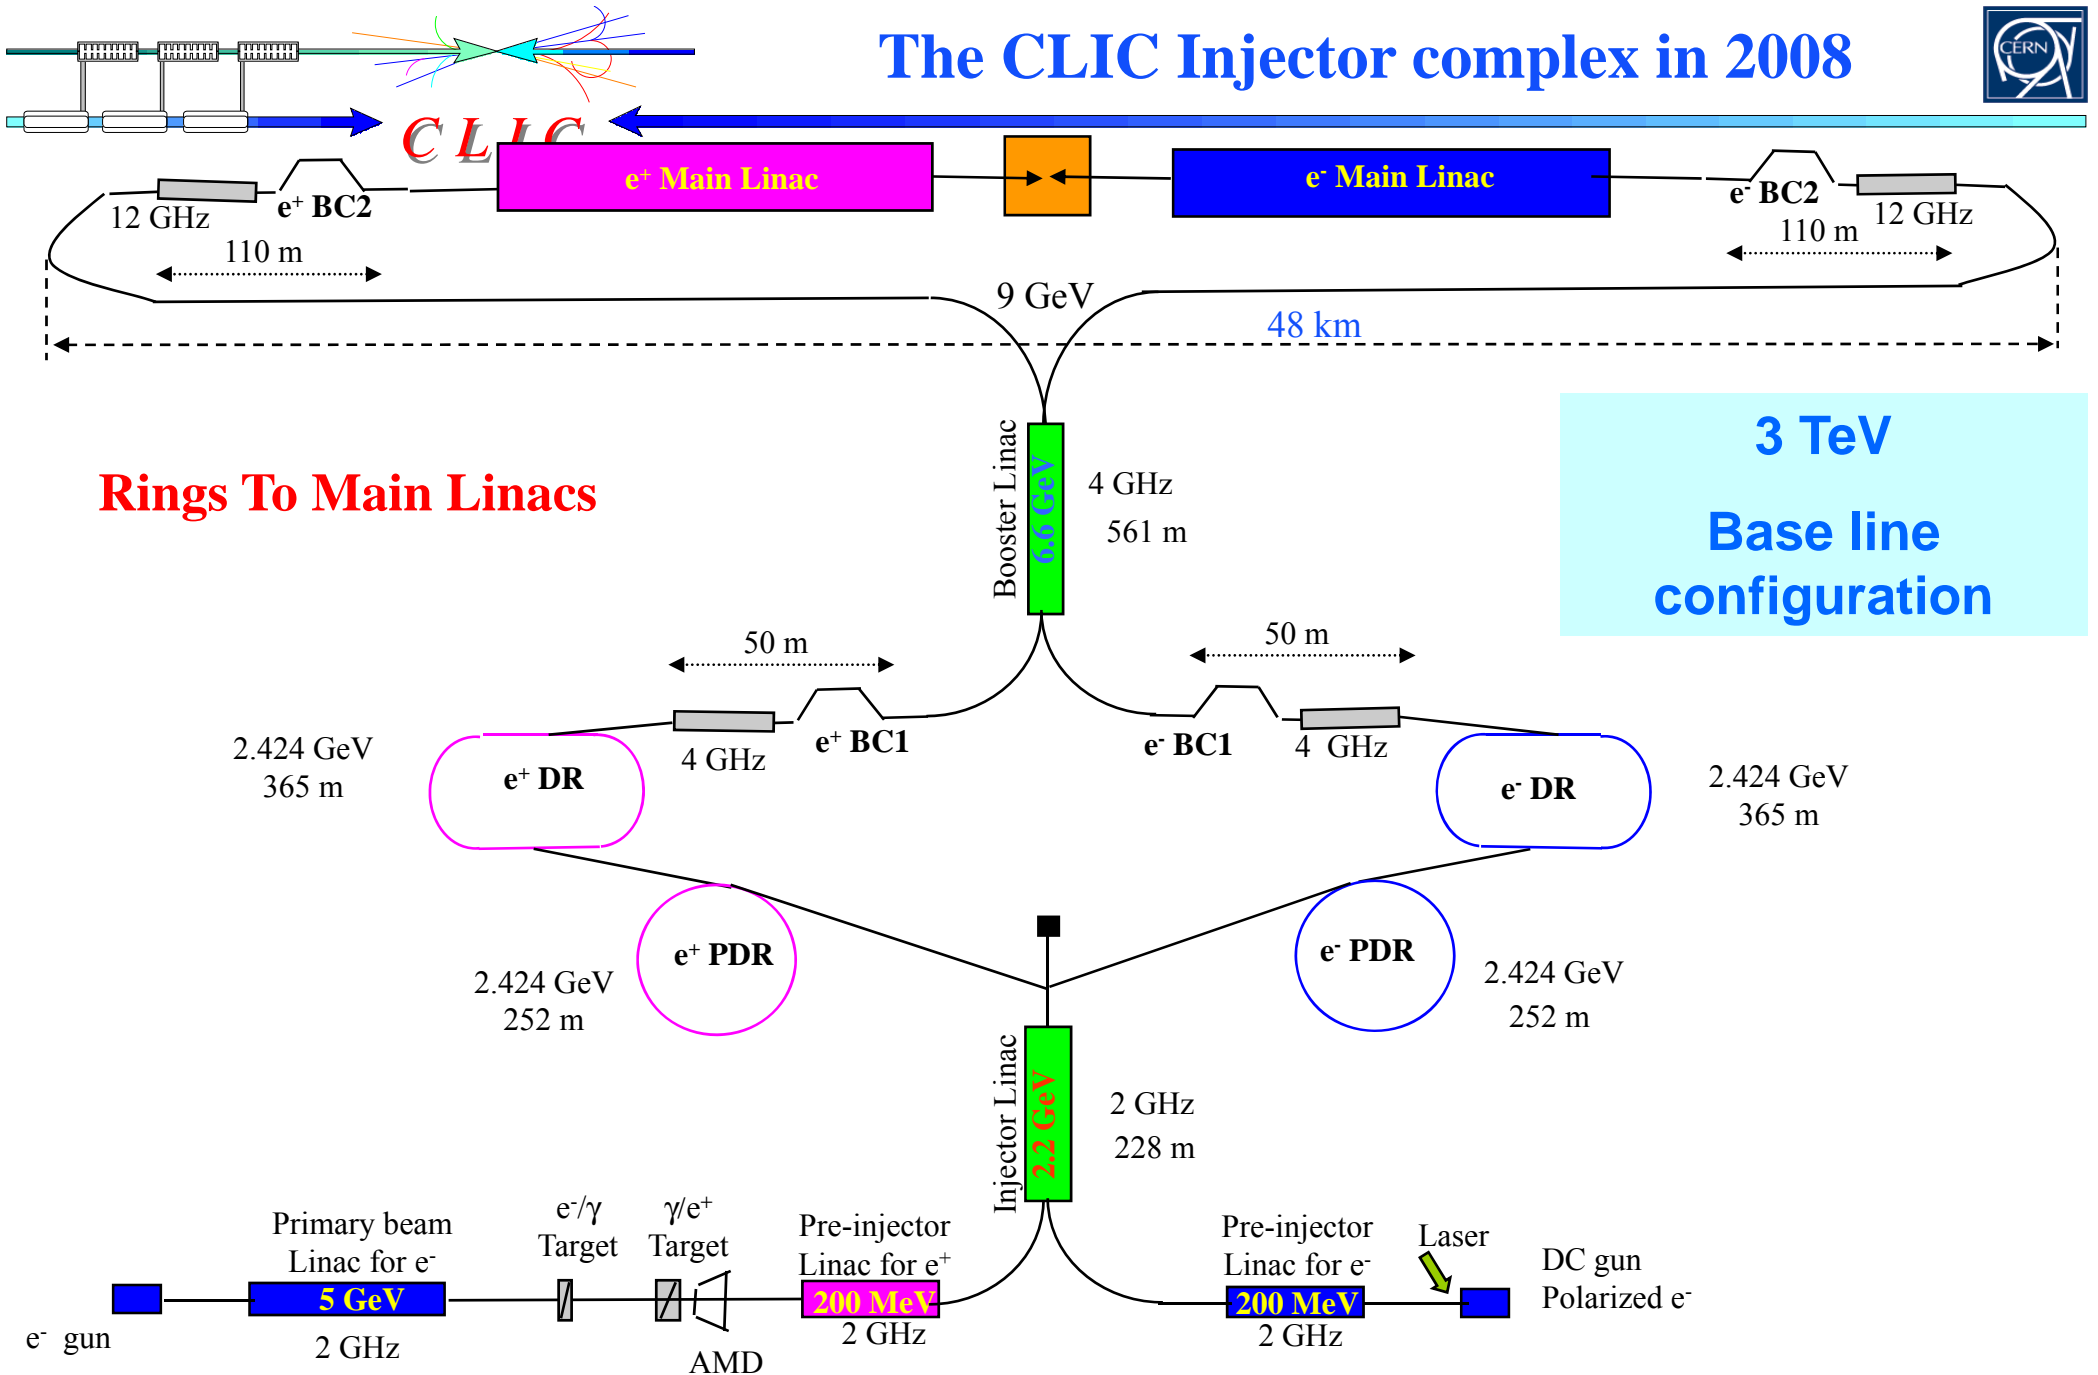 The CLIC Injector complex in 2008
CERN
C L I C
e⁺ Main Linac
e⁻ Main Linac
12 GHz
e⁺ BC2
e⁻ BC2
12 GHz
110 m
110 m
9 GeV
48 km
3 TeV
Base line
configuration
Rings To Main Linacs
Booster Linac
6.6 GeV
4 GHz
561 m
50 m
50 m
4 GHz
e⁺ BC1
e⁻ BC1
4 GHz
2.424 GeV
365 m
e⁺ DR
e⁻ DR
2.424 GeV
365 m
e⁺ PDR
e⁻ PDR
2.424 GeV
252 m
2.424 GeV
252 m
Injector Linac
2.2 GeV
2 GHz
228 m
Primary beam
Linac for e⁻
5 GeV
2 GHz
e⁻ gun
e⁻/γ
Target
γ/e⁺
Target
AMD
Pre-injector
Linac for e⁺
200 MeV
2 GHz
Pre-injector
Linac for e⁻
200 MeV
2 GHz
Laser
DC gun
Polarized e⁻